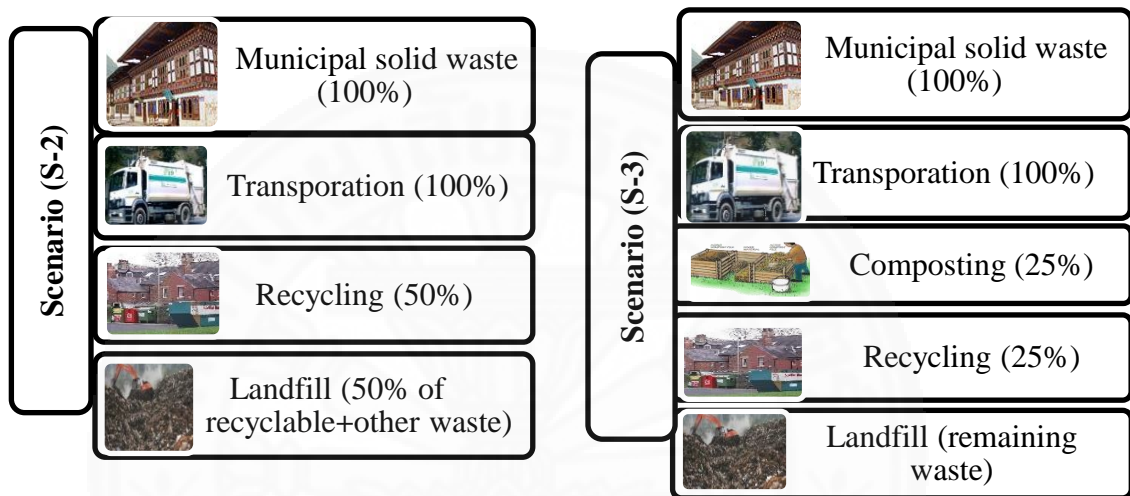 Scenario (S-2)
Municipal solid waste
(100%)
Transporation (100%)
Recycling (50%)
Landfill (50% of
recyclable+other waste)
Scenario (S-3)
Municipal solid waste
(100%)
Transporation (100%)
Composting (25%)
Recycling (25%)
Landfill (remaining
waste)